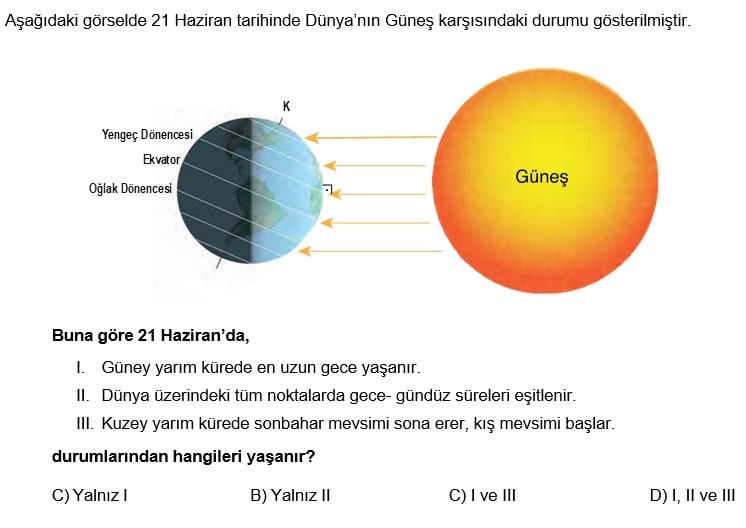 Aşağıdaki görselde 21 Haziran tarihinde Dünya’nın Güneş karşısındaki durumu gösterilmiştir.
K
Yengeç Dönencesi
Ekvator
Oğlak Dönencesi
Güneş
Buna göre 21 Haziran’da,
I. Güney yarım kürede en uzun gece yaşanır.
II. Dünya üzerindeki tüm noktalarda gece- gündüz süreleri eşitlenir.
III. Kuzey yarım kürede sonbahar mevsimi sona erer, kış mevsimi başlar.
durumlarından hangileri yaşanır?
C) Yalnız I B) Yalnız II C) I ve III D) I, II ve III